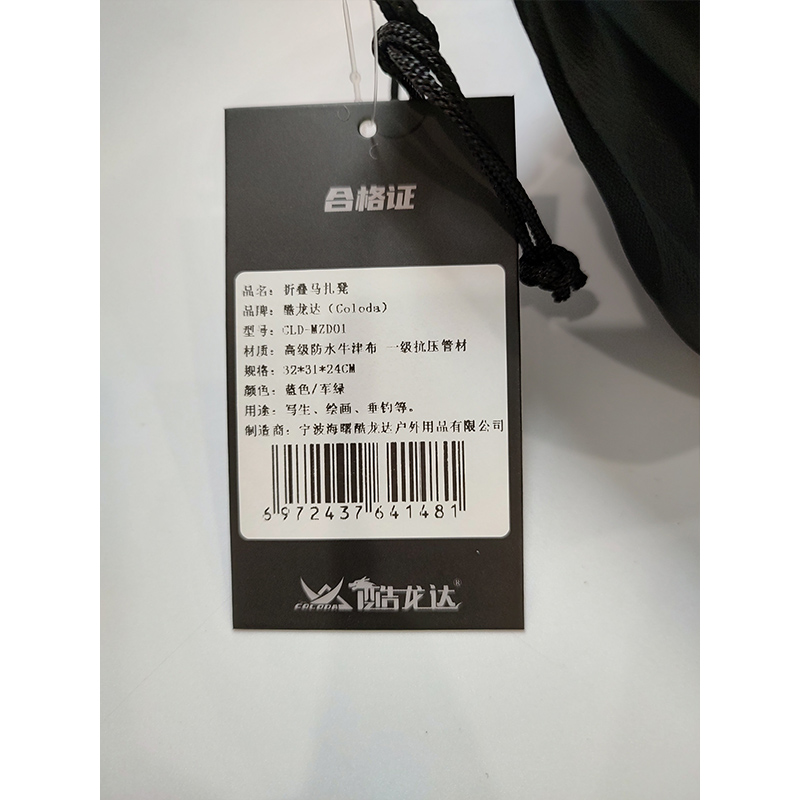 合格证
品名：折叠马扎凳
品牌：酷龙达（Coloda）
型号：CLD-MZD01
材质：高级防水牛津布 一级抗压管材
规格：32*31*24CM
颜色：蓝色/军绿
用途：写生、绘画、垂钓等。
制造商：宁波海曙酷龙达户外用品有限公司
6972437641481
COLODA 酷龙达®